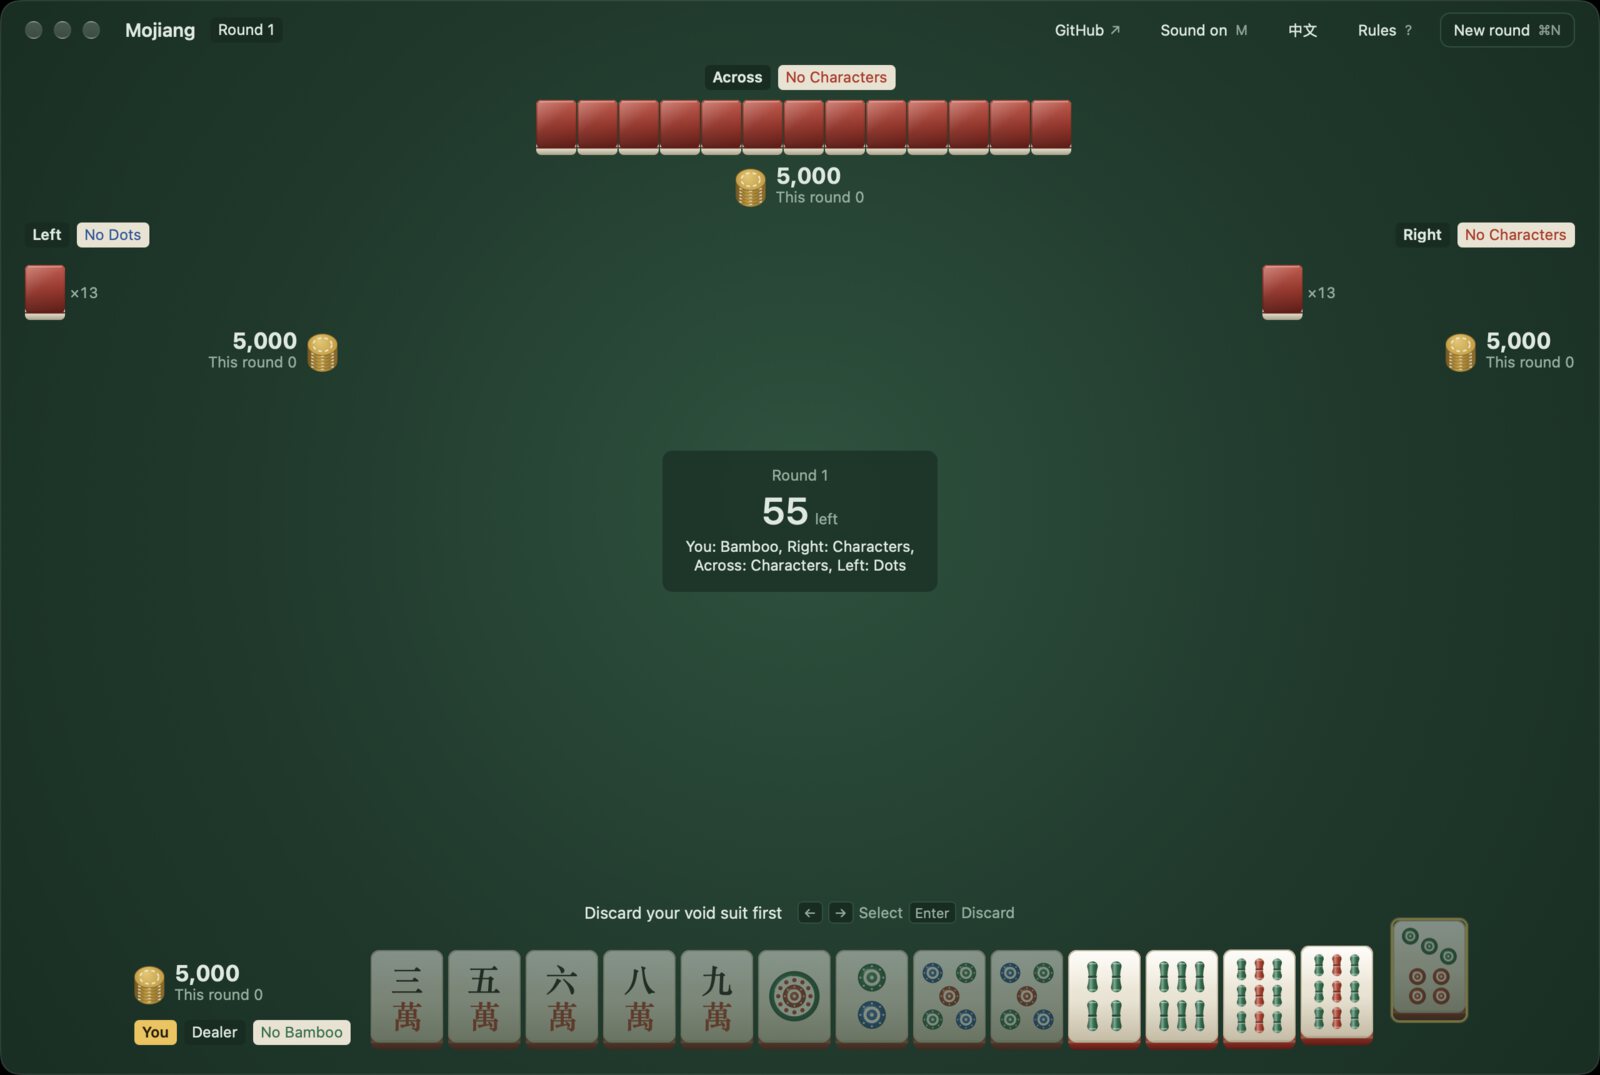 Mojiang Round 1 GitHub ↗ Sound on M 中文 Rules ? New round ⌘N
Across No Characters
5,000
This round 0
Left No Dots
Right No Characters
×13
×13
5,000
This round 0
5,000
This round 0
Round 1
55 left
You: Bamboo, Right: Characters,
Across: Characters, Left: Dots
Discard your void suit first ← → Select Enter Discard
5,000
This round 0
You Dealer No Bamboo
三 五 六 八 九
萬 萬 萬 萬 萬